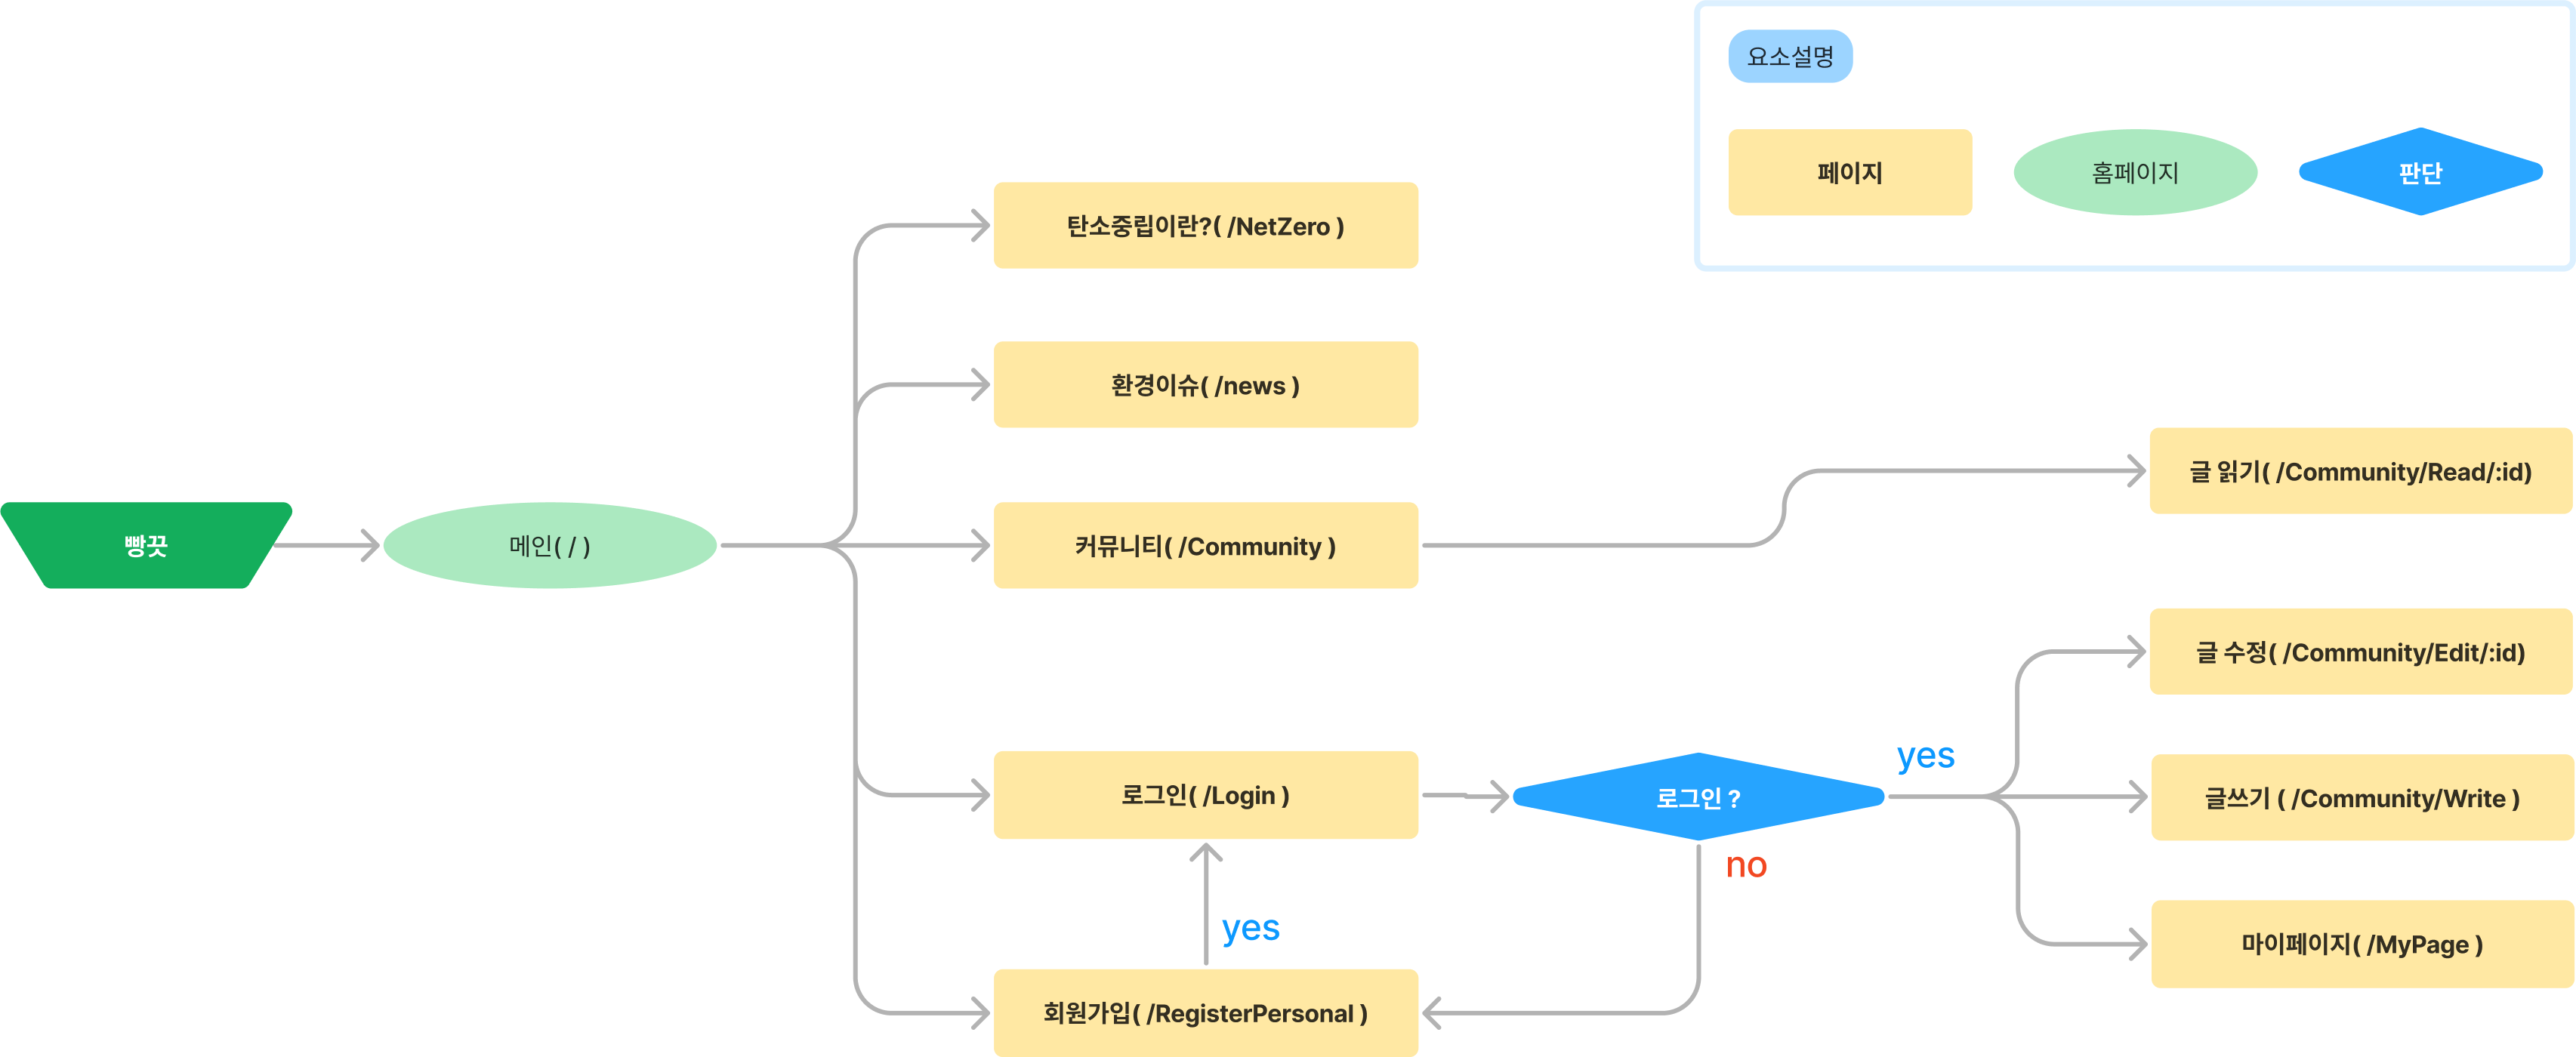 요소설명
페이지
홈페이지
판단
탄소중립이란?( /NetZero )
환경이슈( /news )
글 읽기( /Community/Read/:id)
빵끗
메인( / )
커뮤니티( /Community )
글 수정( /Community/Edit/:id)
yes
로그인( /Login )
로그인 ?
글쓰기 ( /Community/Write )
no
yes
마이페이지( /MyPage )
회원가입( /RegisterPersonal )